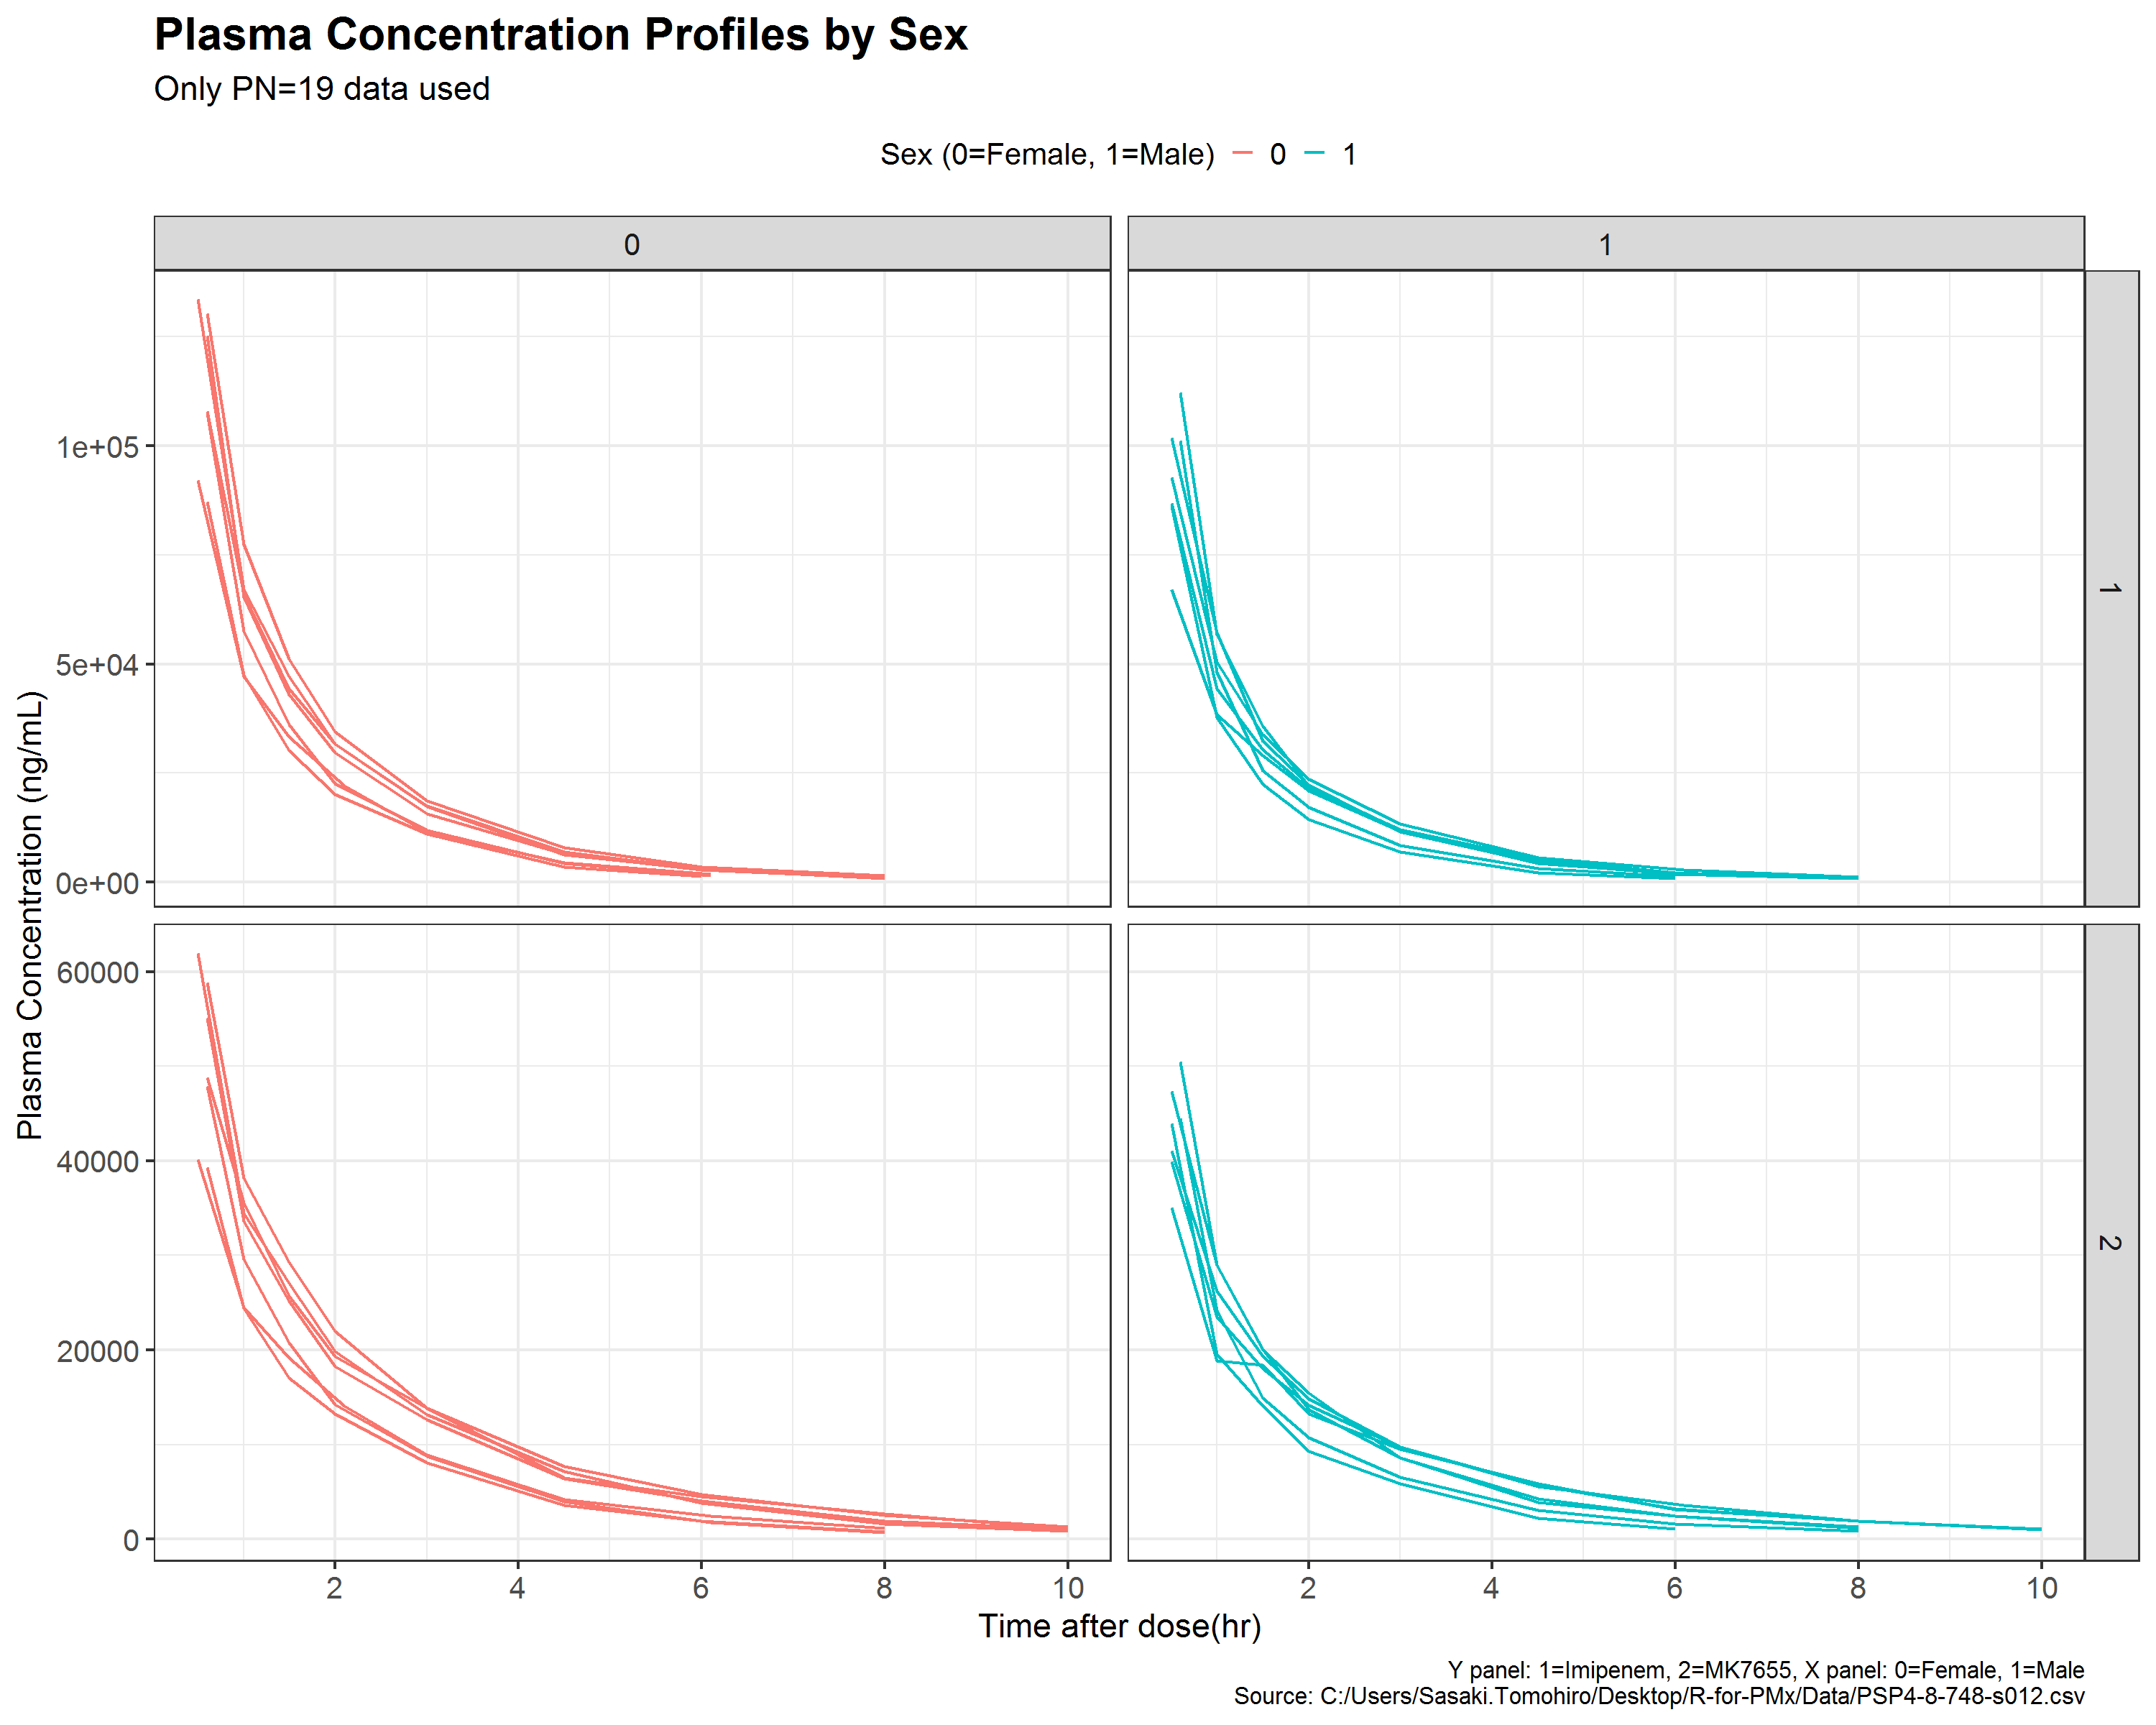 Plasma Concentration Profiles by Sex
Only PN=19 data used
Sex (0=Female, 1=Male) 0 1
0 1
1
1e+05
5e+04
0e+00
Plasma Concentration (ng/mL)
2
60000
40000
20000
0
2 4 6 8 10 2 4 6 8 10
Time after dose(hr)
Y panel: 1=Imipenem, 2=MK7655, X panel: 0=Female, 1=Male
Source: C:/Users/Sasaki.Tomohiro/Desktop/R-for-PMx/Data/PSP4-8-748-s012.csv